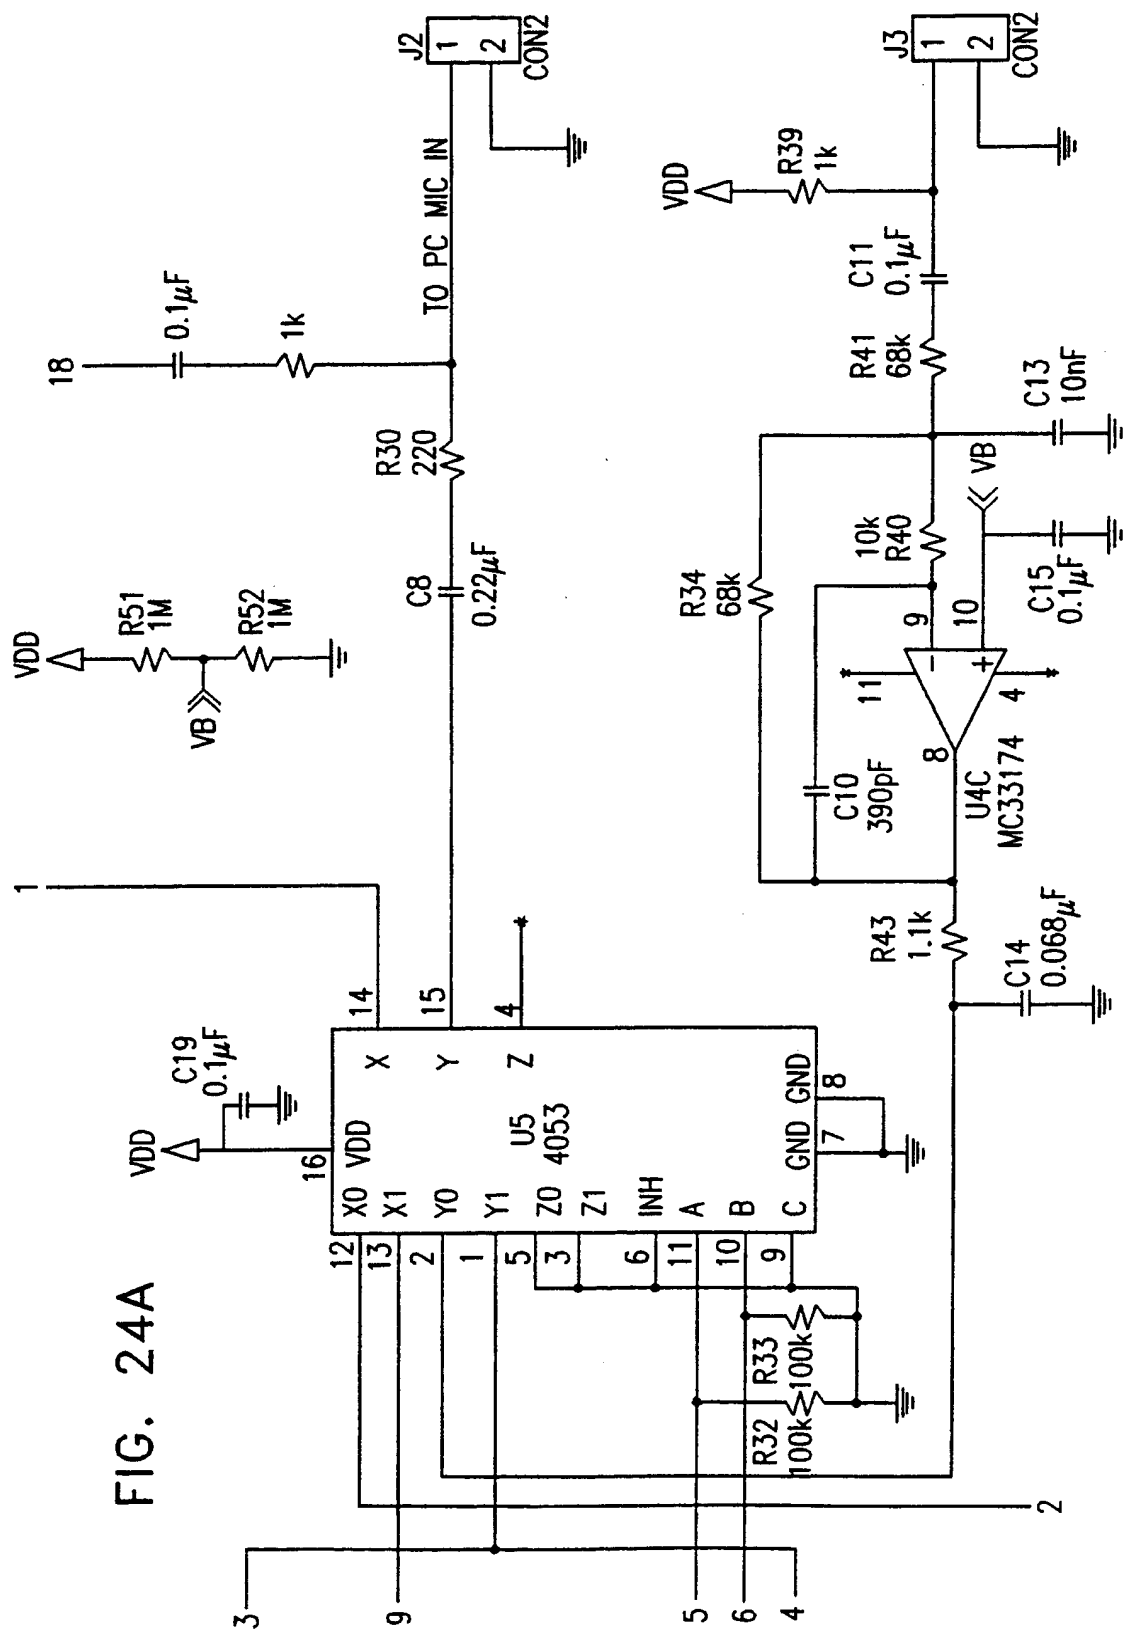 FIG. 24A
3
9
5
6
4
2
12
13
2
1
5
3
6
11
10
9
X0
X1
Y0
Y1
Z0
Z1
INH
A
B
C
R32
100k
R33
100k
VDD
C19
0.1μF
16
VDD
U5
4053
GND
GND
7
8
X
Y
Z
14
15
4
1
VDD
R51
1M
R52
1M
VB
C8
0.22μF
R30
220
18
0.1μF
1k
TO PC MIC IN
J2
1
2
CON2
C14
0.068μF
R43
1.1k
U4C
MC33174
8
11
4
9
10
C10
390pF
R34
68k
10k
R40
C15
0.1μF
VB
C13
10nF
R41
68k
C11
0.1μF
VDD
R39
1k
J3
1
2
CON2